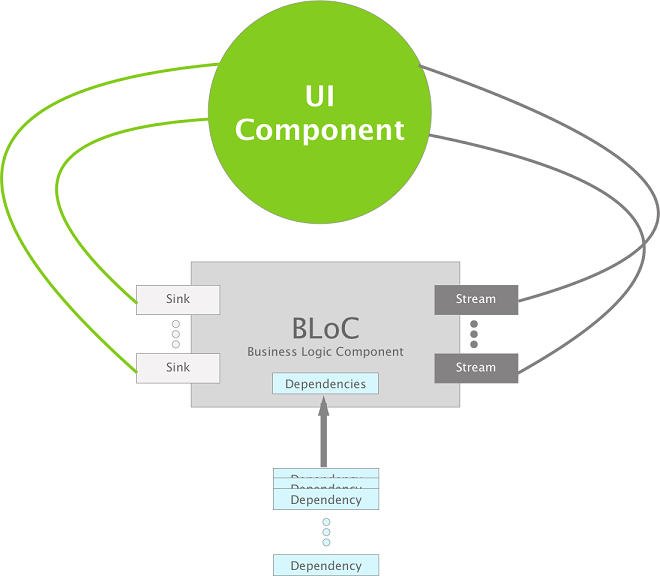 UI
Component
Sink
Stream
BLoC
Business Logic Component
Sink
Stream
Dependencies
Dependency
Dependency
Dependency
Dependency